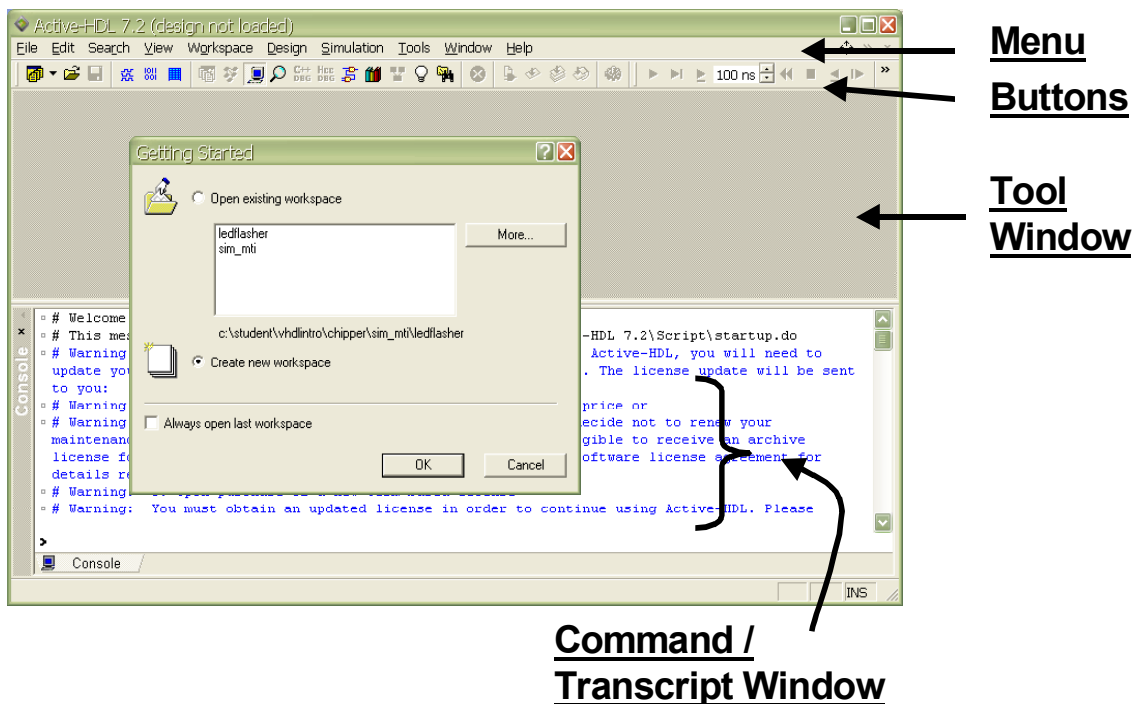 Active-HDL 7.2 (design not loaded)
File Edit Search View Workspace Design Simulation Tools Window Help
100 ns
Menu
Buttons
Tool
Window
Getting Started
Open existing workspace
ledflasher
sim_mti
More...
c:\student\vhdlintro\chipper\sim_mti\ledflasher
Create new workspace
Always open last workspace
OK Cancel
Console
# Welcome
# This mes -HDL 7.2\Script\startup.do
# Warning Active-HDL, you will need to
update you . The license update will be sent
to you:
# Warning price or
# Warning ecide not to renew your
maintenanc gible to receive an archive
license fo oftware license agreement for
details re
# Warning:
# Warning: You must obtain an updated license in order to continue using Active-HDL. Please
>
Console
INS
Command /
Transcript Window